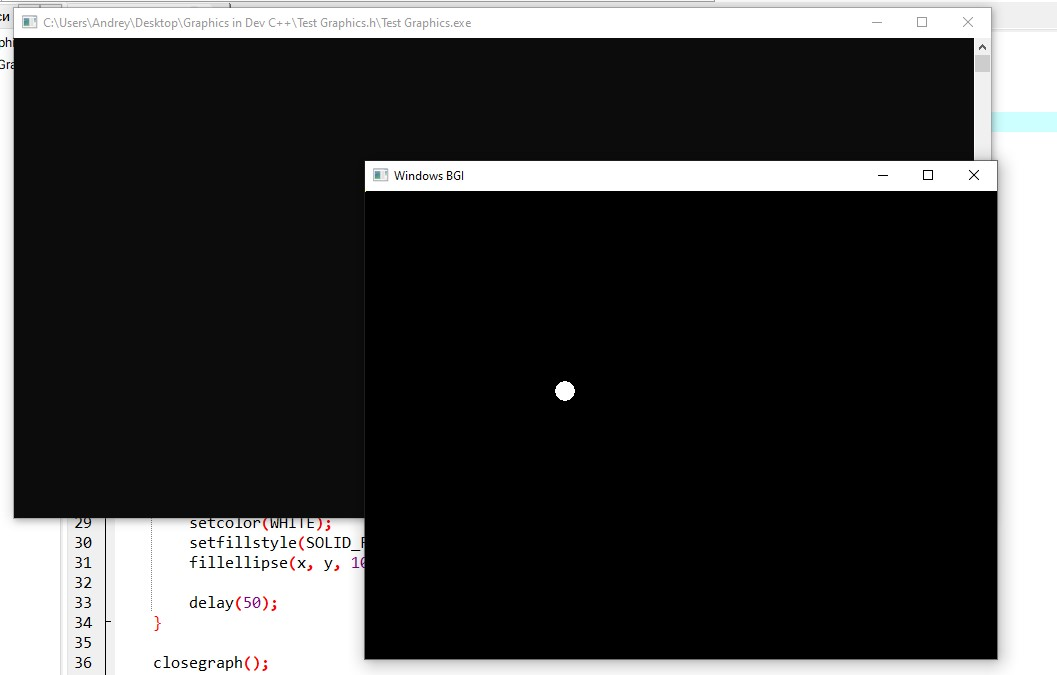 C:\Users\Andrey\Desktop\Graphics in Dev C++\Test Graphics.h\Test Graphics.exe
Windows BGI
29 setcolor(WHITE);
30 setfillstyle(SOLID_
31 fillellipse(x, y, 10
32
33 delay(50);
34 }
35
36 closegraph();